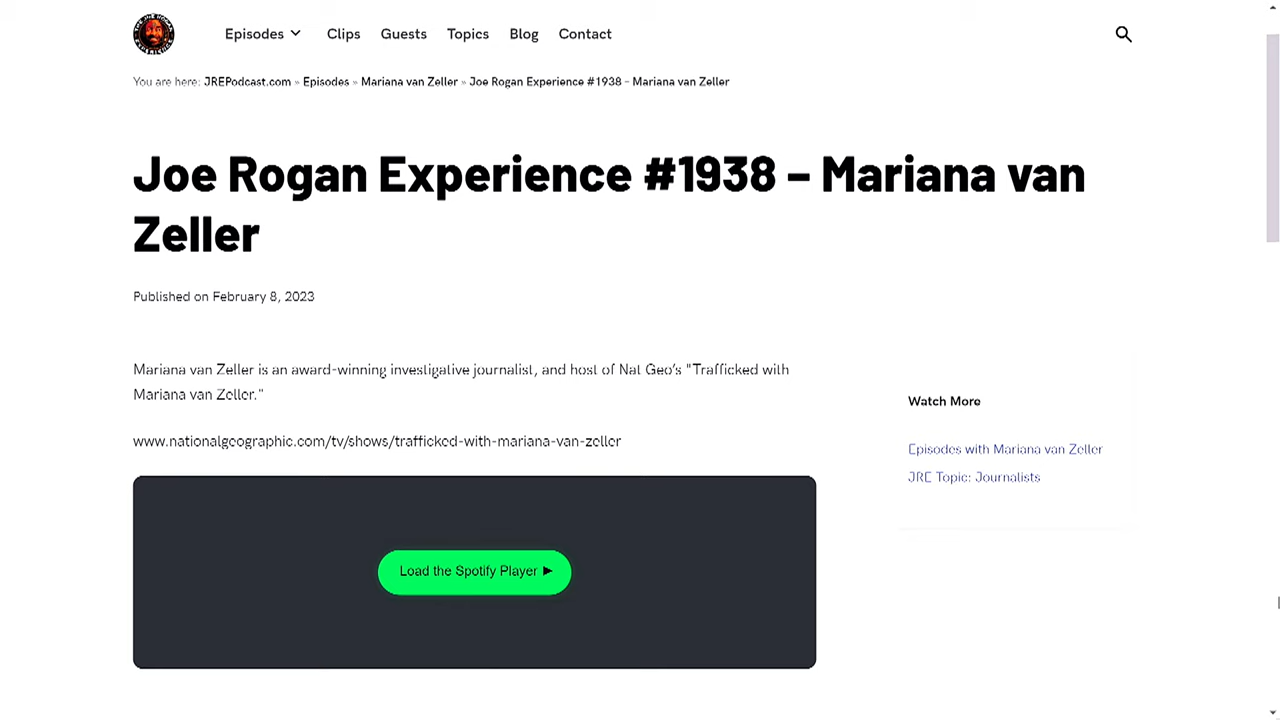 Episodes Clips Guests Topics Blog Contact
You are here: JREPodcast.com » Episodes » Mariana van Zeller » Joe Rogan Experience #1938 – Mariana van Zeller
Joe Rogan Experience #1938 – Mariana van
Zeller
Published on February 8, 2023
Mariana van Zeller is an award-winning investigative journalist, and host of Nat Geo’s "Trafficked with
Mariana van Zeller."
www.nationalgeographic.com/tv/shows/trafficked-with-mariana-van-zeller
Watch More
Episodes with Mariana van Zeller
JRE Topic: Journalists
Load the Spotify Player ►